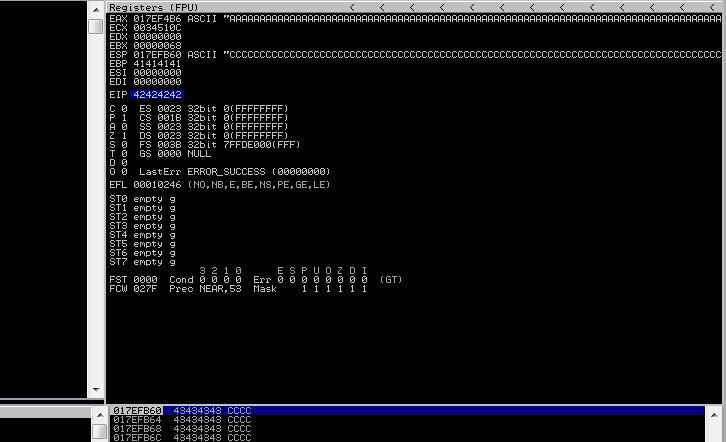 Registers (FPU) < < < < < < < < <
EAX 017EF4B6 ASCII "AAAAAAAAAAAAAAAAAAAAAAAAAAAAAAAAAAAAAAAAAAAAAAAAAAAAAAAAAAAAAAAAAAAAAAAAAAAAAAAAA
ECX 0034510C
EDX 00000000
EBX 00000068
ESP 017EFB60 ASCII "CCCCCCCCCCCCCCCCCCCCCCCCCCCCCCCCCCCCCCCCCCCCCCCCCCCCCCCCCCCCCCCCCCCCCCCCCCCCCCCCC
EBP 41414141
ESI 00000000
EDI 00000000
EIP 42424242
C 0 ES 0023 32bit 0(FFFFFFFF)
P 1 CS 001B 32bit 0(FFFFFFFF)
A 0 SS 0023 32bit 0(FFFFFFFF)
Z 1 DS 0023 32bit 0(FFFFFFFF)
S 0 FS 003B 32bit 7FFDE000(FFF)
T 0 GS 0000 NULL
D 0
O 0 LastErr ERROR_SUCCESS (00000000)
EFL 00010246 (NO,NB,E,BE,NS,PE,GE,LE)
ST0 empty g
ST1 empty g
ST2 empty g
ST3 empty g
ST4 empty g
ST5 empty g
ST6 empty g
ST7 empty g
3 2 1 0 E S P U O Z D I
FST 0000 Cond 0 0 0 0 Err 0 0 0 0 0 0 0 0 (GT)
FCW 027F Prec NEAR,53 Mask 1 1 1 1 1 1
017EFB60 43434343 CCCC
017EFB64 43434343 CCCC
017EFB68 43434343 CCCC
017EFB6C 43434343 CCCC